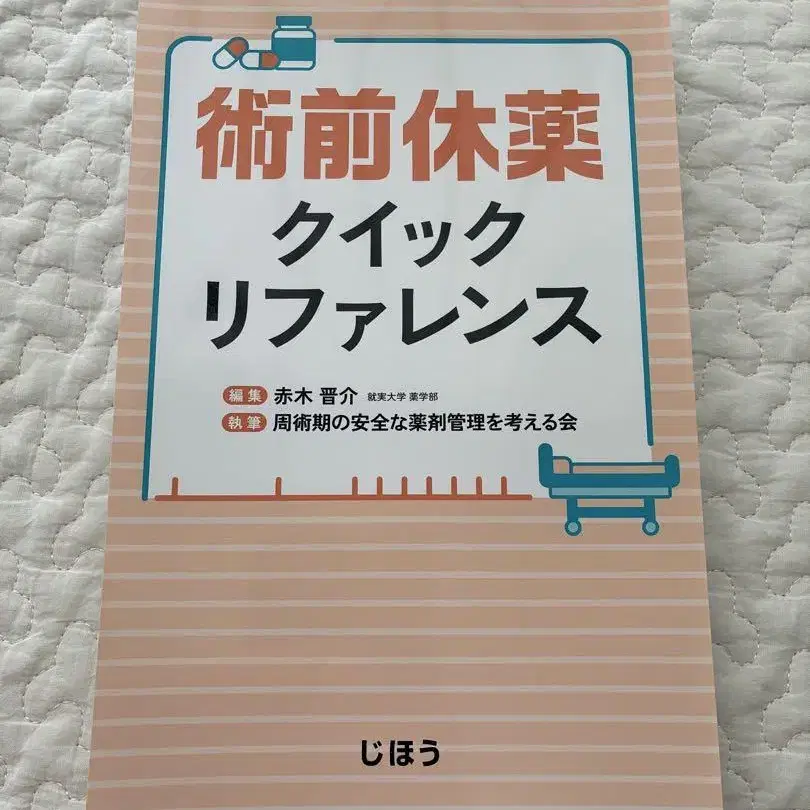 術前休薬
クイック
リファレンス
編集 赤木 晋介 就実大学 薬学部
執筆 周術期の安全な薬剤管理を考える会
じほう